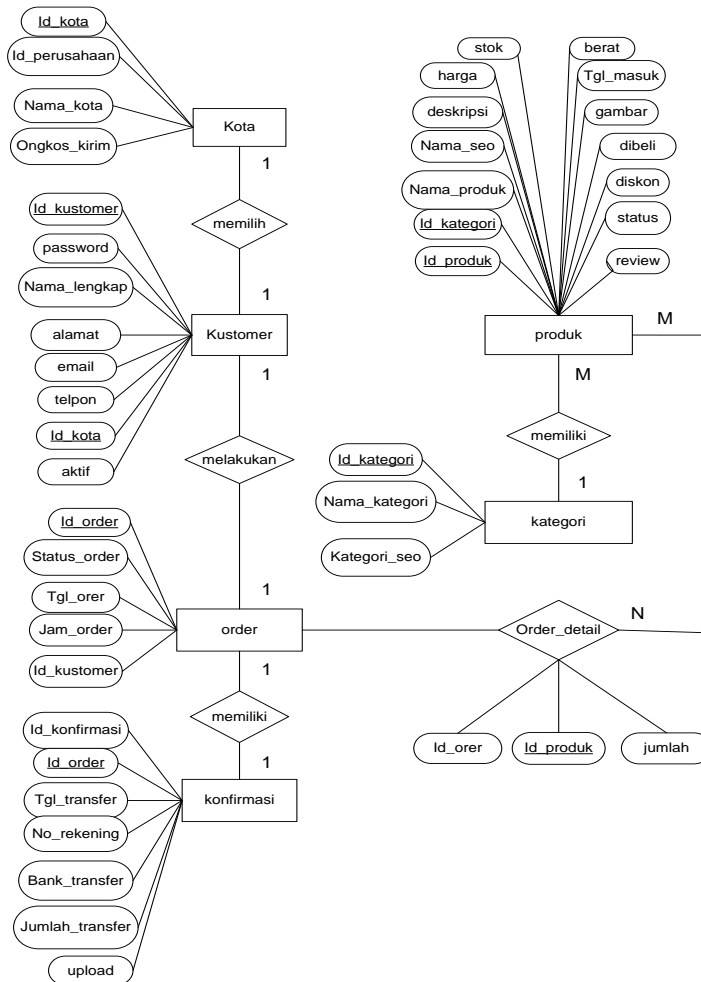 Id_kota
Id_perusahaan
Nama_kota
Ongkos_kirim
Kota
1
memilih
1
Id_kustomer
password
Nama_lengkap
alamat
email
telpon
Id_kota
aktif
Kustomer
1
melakukan
1
Id_order
Status_order
Tgl_orer
Jam_order
Id_kustomer
order
1
memiliki
1
Id_konfirmasi
Id_order
Tgl_transfer
No_rekening
Bank_transfer
Jumlah_transfer
upload
konfirmasi
stok
harga
deskripsi
Nama_seo
Nama_produk
Id_kategori
Id_produk
berat
Tgl_masuk
gambar
dibeli
diskon
status
review
produk
M
M
memiliki
1
Id_kategori
Nama_kategori
Kategori_seo
kategori
Order_detail
N
Id_orer
Id_produk
jumlah